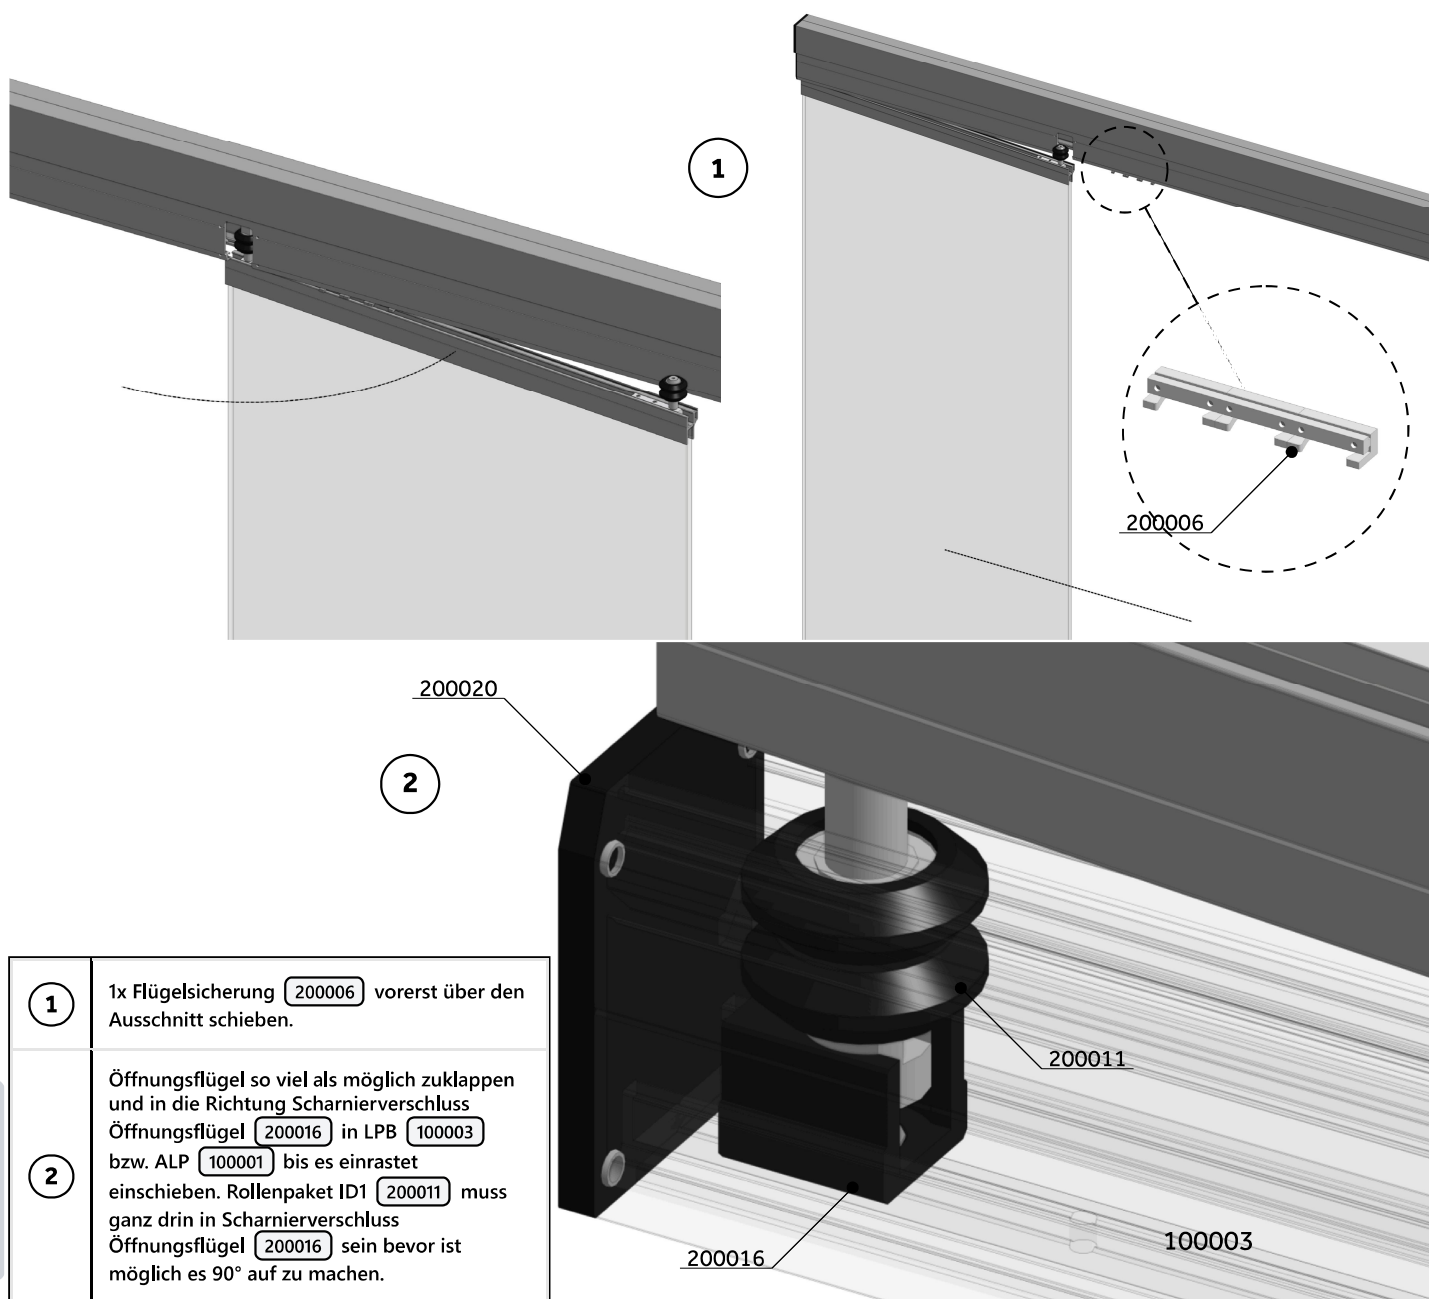 1
200006
200020
2
200011
200016
100003
1
1x Flügelsicherung 200006 vorerst über den
Ausschnitt schieben.
2
Öffnungsflügel so viel als möglich zuklappen
und in die Richtung Scharnierverschluss
Öffnungsflügel 200016 in LPB 100003
bzw. ALP 100001 bis es einrastet
einschieben. Rollenpaket ID1 200011 muss
ganz drin in Scharnierverschluss
Öffnungsflügel 200016 sein bevor ist
möglich es 90° auf zu machen.